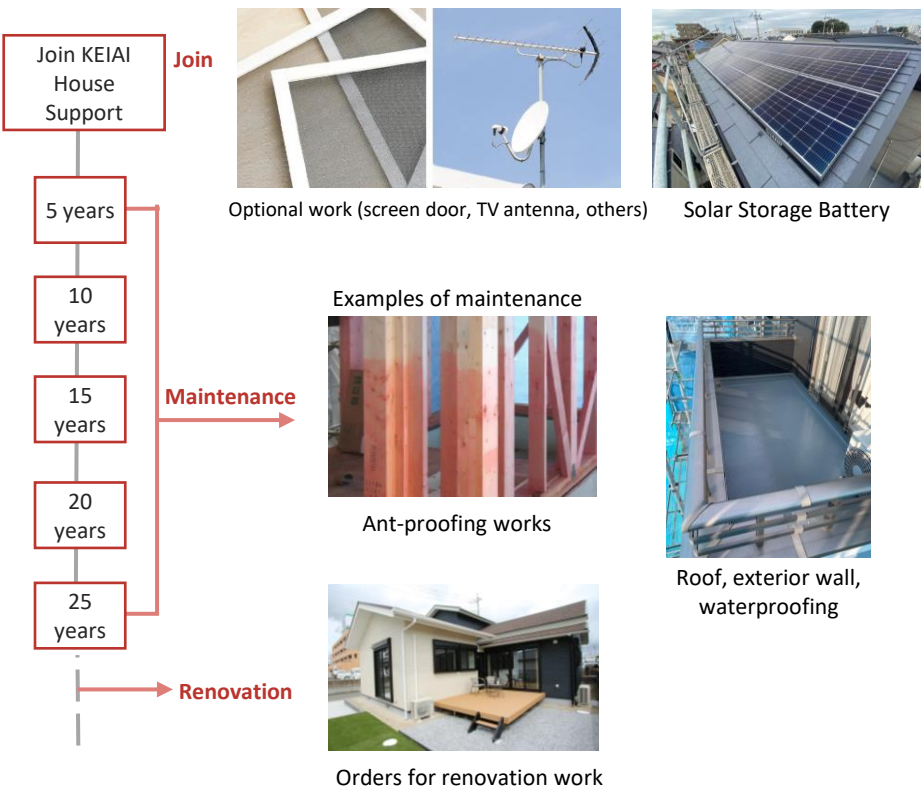 Join KEIAI
House
Support
Join
Optional work (screen door, TV antenna, others)
Solar Storage Battery
5 years
10
years
15
years
20
years
25
years
Maintenance
Examples of maintenance
Ant-proofing works
Roof, exterior wall,
waterproofing
Renovation
Orders for renovation work